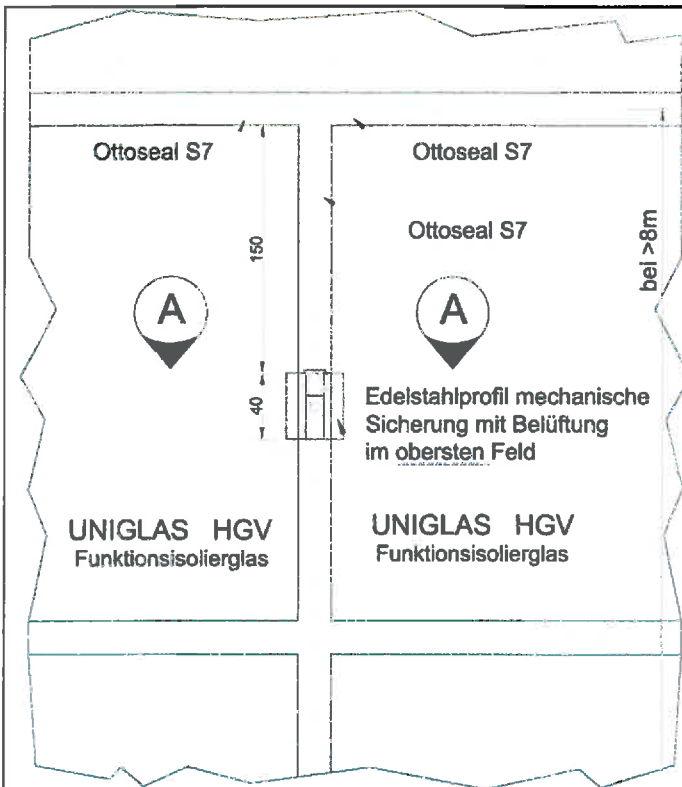 Ottoseal S7
Ottoseal S7
Ottoseal S7
150
bei >8m
A
A
40
Edelstahlprofil mechanische
Sicherung mit Belüftung
im obersten Feld
UNIGLAS HGV
Funktionsisolierglas
UNIGLAS HGV
Funktionsisolierglas